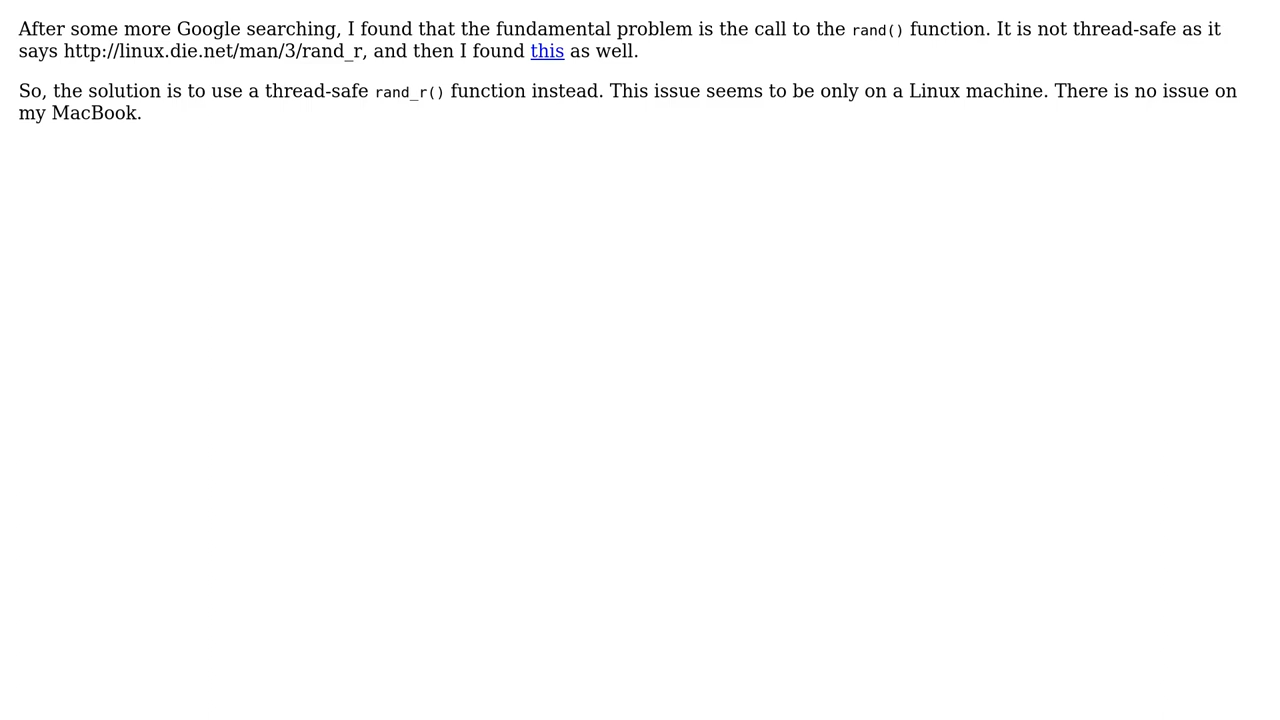 After some more Google searching, I found that the fundamental problem is the call to the rand() function. It is not thread-safe as it
says http://linux.die.net/man/3/rand_r, and then I found this as well.
So, the solution is to use a thread-safe rand_r() function instead. This issue seems to be only on a Linux machine. There is no issue on
my MacBook.